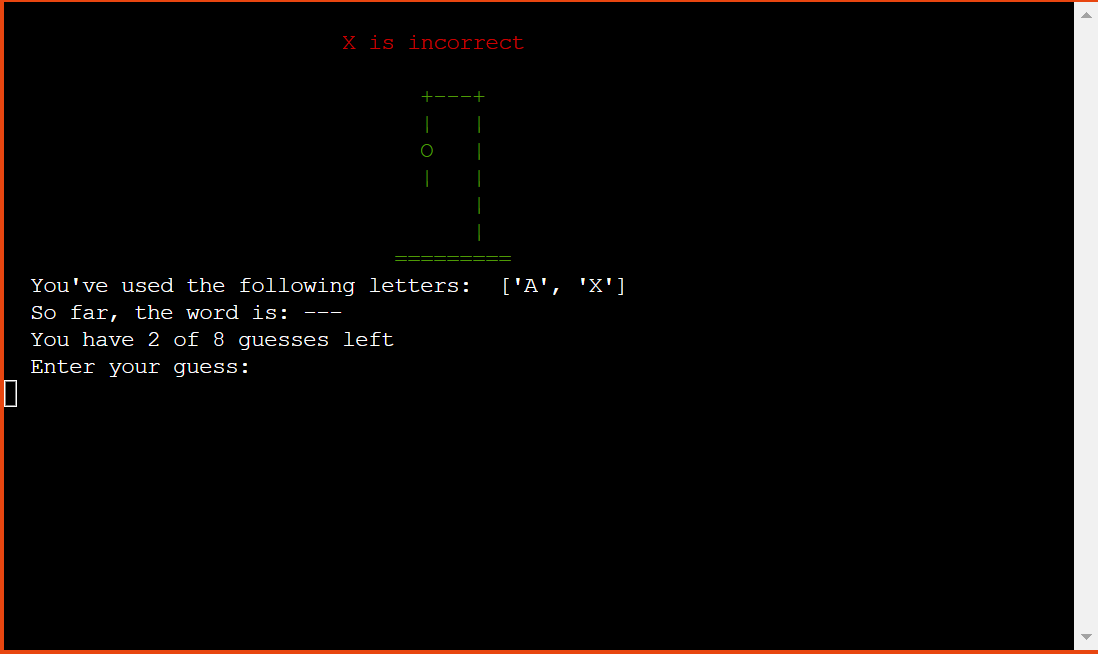 X is incorrect
+---+
|   |
O   |
|   |
    |
    |
=========
You've used the following letters:  ['A', 'X']
So far, the word is: ---
You have 2 of 8 guesses left
Enter your guess: